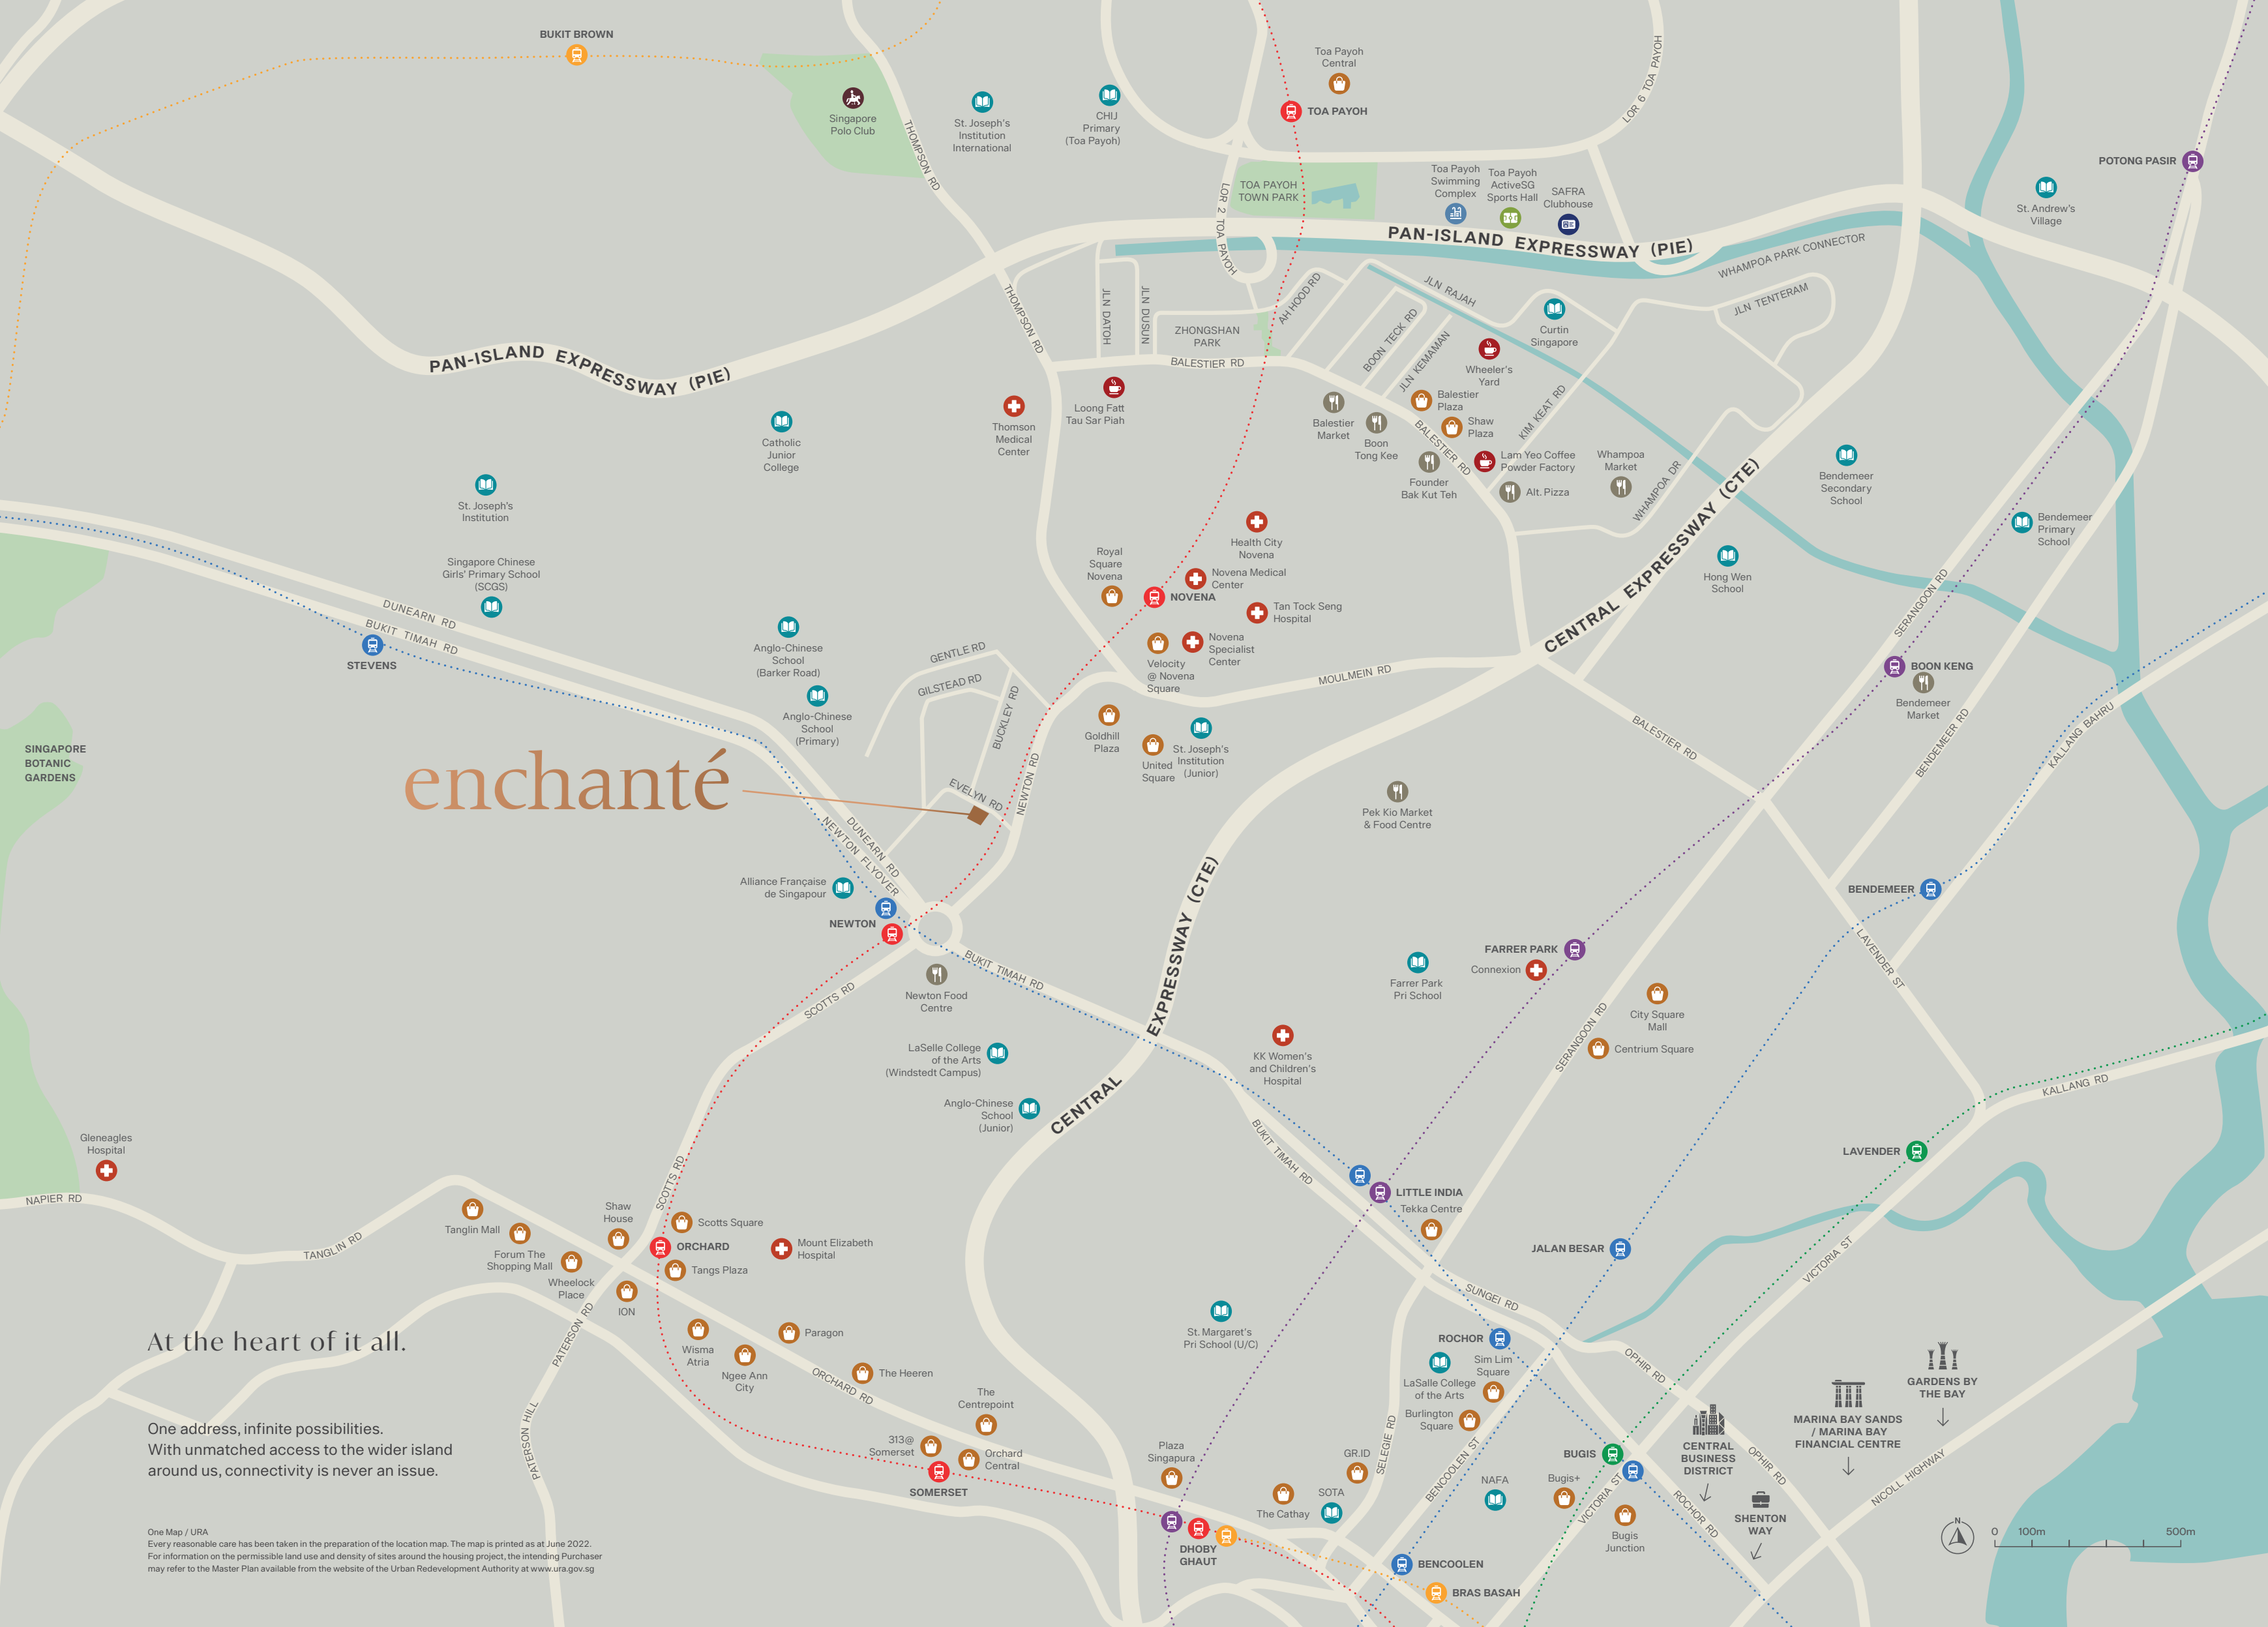 BUKIT BROWN
Toa Payoh
Central
TOA PAYOH
LOR 6 TOA PAYOH
Singapore
Polo Club
THOMPSON RD
St. Joseph's
Institution
International
CHIJ
Primary
(Toa Payoh)
POTONG PASIR
TOA PAYOH
TOWN PARK
LOR 2 TOA PAYOH
Toa Payoh
Swimming
Complex
Toa Payoh
ActiveSG
Sports Hall
SAFRA
Clubhouse
St. Andrew's
Village
PAN-ISLAND EXPRESSWAY (PIE)
WHAMPOA PARK CONNECTOR
THOMPSON RD
JLN DATOH
JLN DUSUN
AH HOOD RD
JLN RAJAH
JLN TENTERAM
ZHONGSHAN
PARK
BOON TECK RD
JLN KEMAMAN
Curtin
Singapore
PAN-ISLAND EXPRESSWAY (PIE)
BALESTIER RD
Wheeler's
Yard
KIM KEAT RD
Catholic
Junior
College
Thomson
Medical
Center
Loong Fatt
Tau Sar Piah
Balestier
Market
Boon
Tong Kee
Balestier
Plaza
Shaw
Plaza
BALESTIER RD
Founder
Bak Kut Teh
Lam Yeo Coffee
Powder Factory
Alt. Pizza
Whampoa
Market
WHAMPOA DR
Bendemeer
Secondary
School
Bendemeer
Primary
School
St. Joseph's
Institution
Singapore Chinese
Girls' Primary School
(SCGS)
Royal
Square
Novena
Health City
Novena
Novena Medical
Center
NOVENA
Tan Tock Seng
Hospital
CENTRAL EXPRESSWAY (CTE)
Hong Wen
School
SERANGOON RD
DUNEARN RD
BUKIT TIMAH RD
STEVENS
Anglo-Chinese
School
(Barker Road)
GENTLE RD
GILSTEAD RD
BUCKLEY RD
Velocity
@ Novena
Square
Novena
Specialist
Center
MOULMEIN RD
BOON KENG
Bendemeer
Market
Anglo-Chinese
School
(Primary)
Goldhill
Plaza
United
Square
St. Joseph's
Institution
(Junior)
BALESTIER RD
BENDEMEER RD
KALLANG BAHRU
SINGAPORE
BOTANIC
GARDENS
enchanté
EVELYN RD
NEWTON RD
Pek Kio Market
& Food Centre
DUNEARN RD
NEWTON FLYOVER
Alliance Française
de Singapour
NEWTON
EXPRESSWAY (CTE)
BENDEMEER
LAVENDER ST
FARRER PARK
Connexion
Farrer Park
Pri School
Newton Food
Centre
BUKIT TIMAH RD
SCOTTS RD
City Square
Mall
Centrium Square
SERANGOON RD
LaSelle College
of the Arts
(Windstedt Campus)
KK Women's
and Children's
Hospital
CENTRAL
Anglo-Chinese
School
(Junior)
KALLANG RD
BUKIT TIMAH RD
LAVENDER
Gleneagles
Hospital
NAPIER RD
TANGLIN RD
Tanglin Mall
Forum The
Shopping Mall
Wheelock
Place
Shaw
House
SCOTTS RD
Scotts Square
ORCHARD
Tangs Plaza
Mount Elizabeth
Hospital
ION
LITTLE INDIA
Tekka Centre
JALAN BESAR
VICTORIA ST
SUNGEI RD
St. Margaret's
Pri School (U/C)
ROCHOR
Sim Lim
Square
LaSalle College
of the Arts
Burlington
Square
OPHIR RD
At the heart of it all.
PATERSON RD
Wisma
Atria
Ngee Ann
City
Paragon
ORCHARD RD
The Heeren
The
Centrepoint
313@
Somerset
Orchard
Central
SOMERSET
PATERSON HILL
GARDENS BY
THE BAY
MARINA BAY SANDS
/ MARINA BAY
FINANCIAL CENTRE
CENTRAL
BUSINESS
DISTRICT
OPHIR RD
NICOLL HIGHWAY
One address, infinite possibilities.
With unmatched access to the wider island
around us, connectivity is never an issue.
Plaza
Singapura
GR.ID
SELEGIE RD
BENCOOLEN ST
The Cathay
SOTA
NAFA
BUGIS
Bugis+
VICTORIA ST
Bugis
Junction
ROCHOR RD
SHENTON
WAY
DHOBY
GHAUT
BENCOOLEN
BRAS BASAH
N
0 100m 500m
One Map / URA
Every reasonable care has been taken in the preparation of the location map. The map is printed as at June 2022.
For information on the permissible land use and density of sites around the housing project, the intending Purchaser
may refer to the Master Plan available from the website of the Urban Redevelopment Authority at www.ura.gov.sg